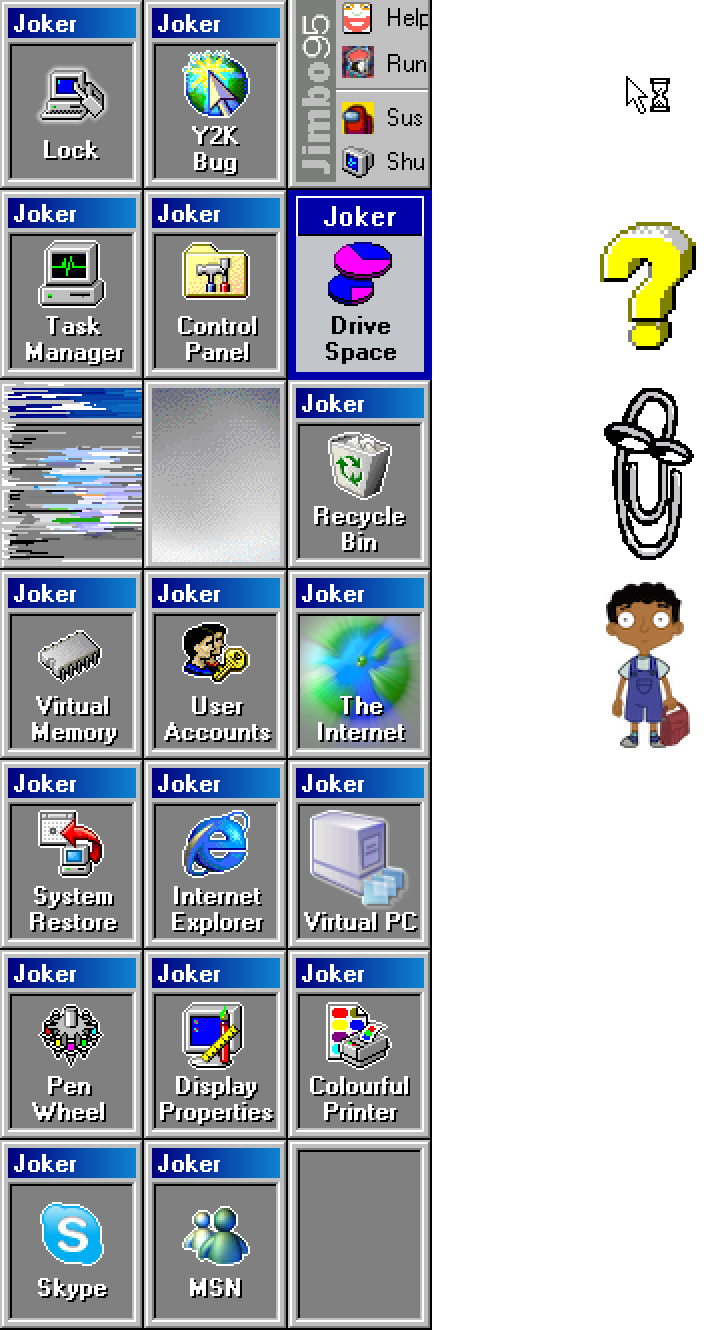 Joker
Lock
Joker
Y2K
Bug
Jimbo95
Help
Run
Sus
Shu
Joker
Task
Manager
Joker
Control
Panel
Joker
Drive
Space
Joker
Recycle
Bin
Joker
Virtual
Memory
Joker
User
Accounts
Joker
The
Internet
Joker
System
Restore
Joker
Internet
Explorer
Joker
Virtual PC
Joker
Pen
Wheel
Joker
Display
Properties
Joker
Colourful
Printer
Joker
S
Skype
Joker
MSN